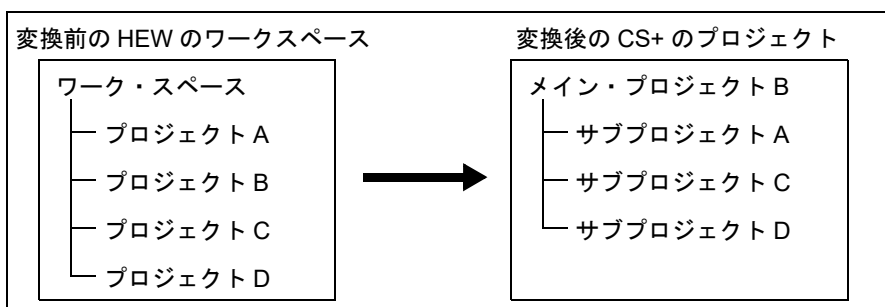 変換前の HEW のワークスペース
変換後の CS+ のプロジェクト
ワーク・スペース
プロジェクト A
プロジェクト B
プロジェクト C
プロジェクト D
メイン・プロジェクト B
サブプロジェクト A
サブプロジェクト C
サブプロジェクト D